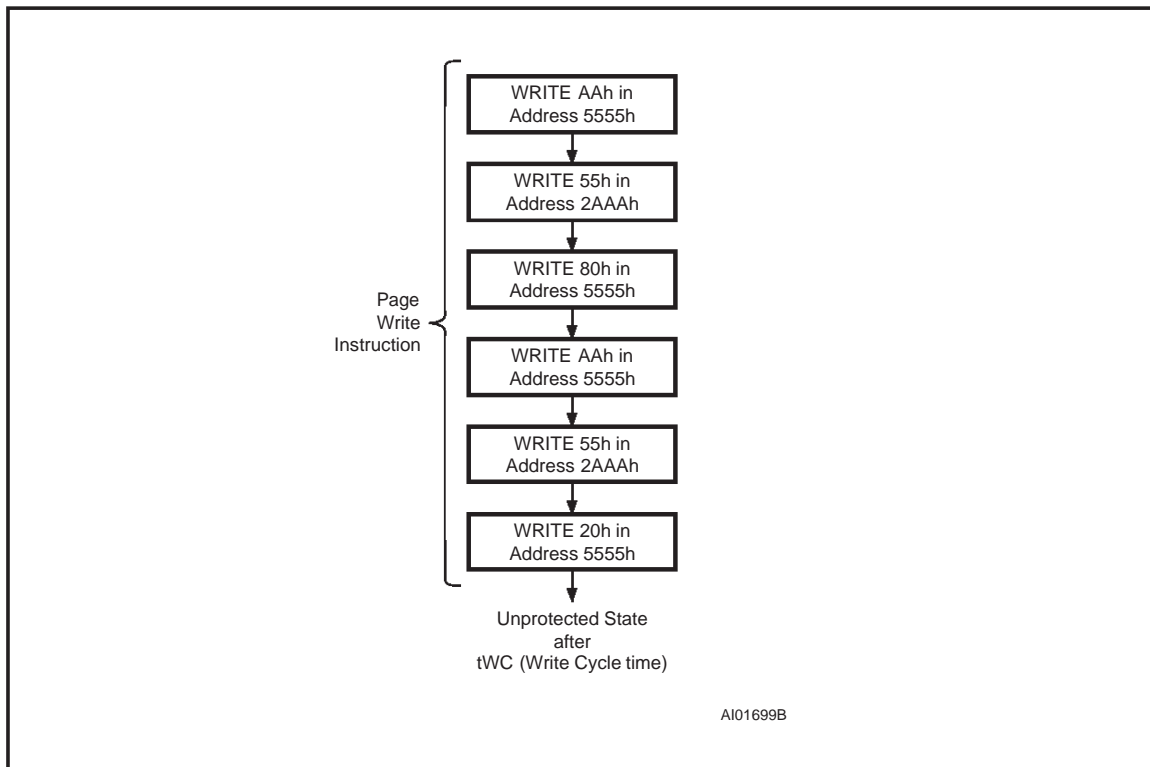 WRITE AAh in
Address 5555h
WRITE 55h in
Address 2AAAh
WRITE 80h in
Address 5555h
Page
Write
Instruction
WRITE AAh in
Address 5555h
WRITE 55h in
Address 2AAAh
WRITE 20h in
Address 5555h
Unprotected State
after
tWC (Write Cycle time)
AI01699B